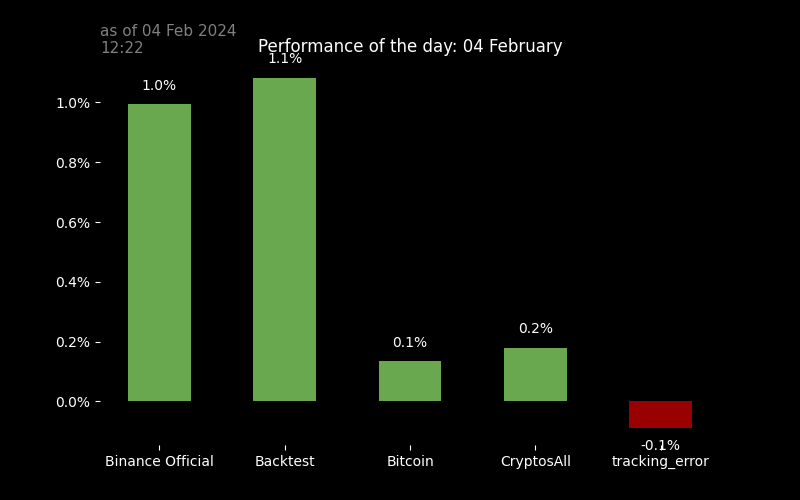 as of 04 Feb 2024
12:22
Performance of the day: 04 February
1.1%
1.0%
1.0%
0.8%
0.6%
0.4%
0.2%
0.1%
0.2%
0.0%
-0.1%
Binance Official
Backtest
Bitcoin
CryptosAll
tracking_error